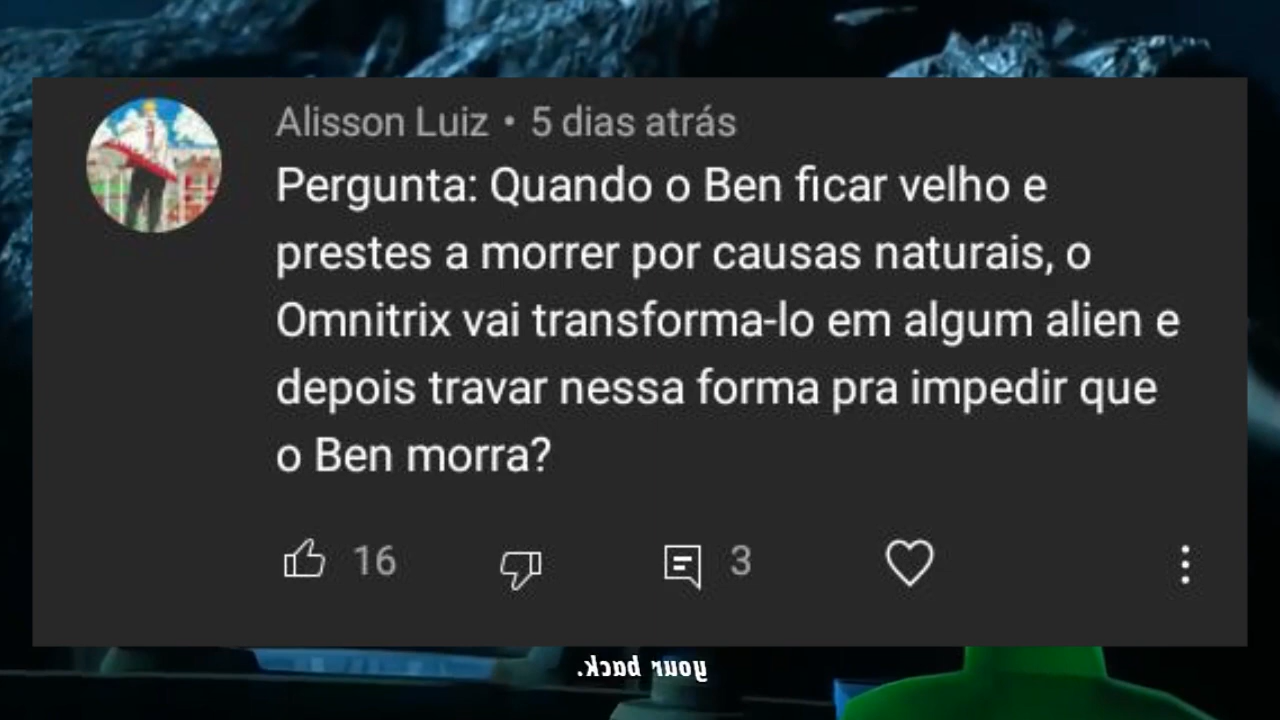 Alisson Luiz • 5 dias atrás
Pergunta: Quando o Ben ficar velho e
prestes a morrer por causas naturais, o
Omnitrix vai transforma-lo em algum alien e
depois travar nessa forma pra impedir que
o Ben morra?
16 3
your back.